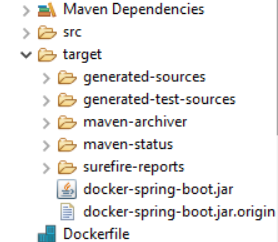 Maven Dependencies
src
target
generated-sources
generated-test-sources
maven-archiver
maven-status
surefire-reports
docker-spring-boot.jar
docker-spring-boot.jar.origin
Dockerfile